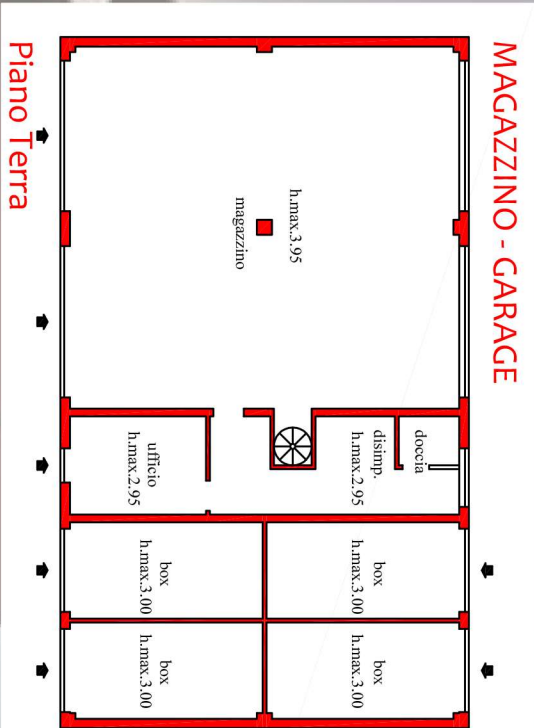 MAGAZZINO - GARAGE
h.max.3.95
magazzino
doccia
disimp.
h.max.2.95
ufficio
h.max.2.95
box
h.max.3.00
box
h.max.3.00
box
h.max.3.00
box
h.max.3.00
Piano Terra